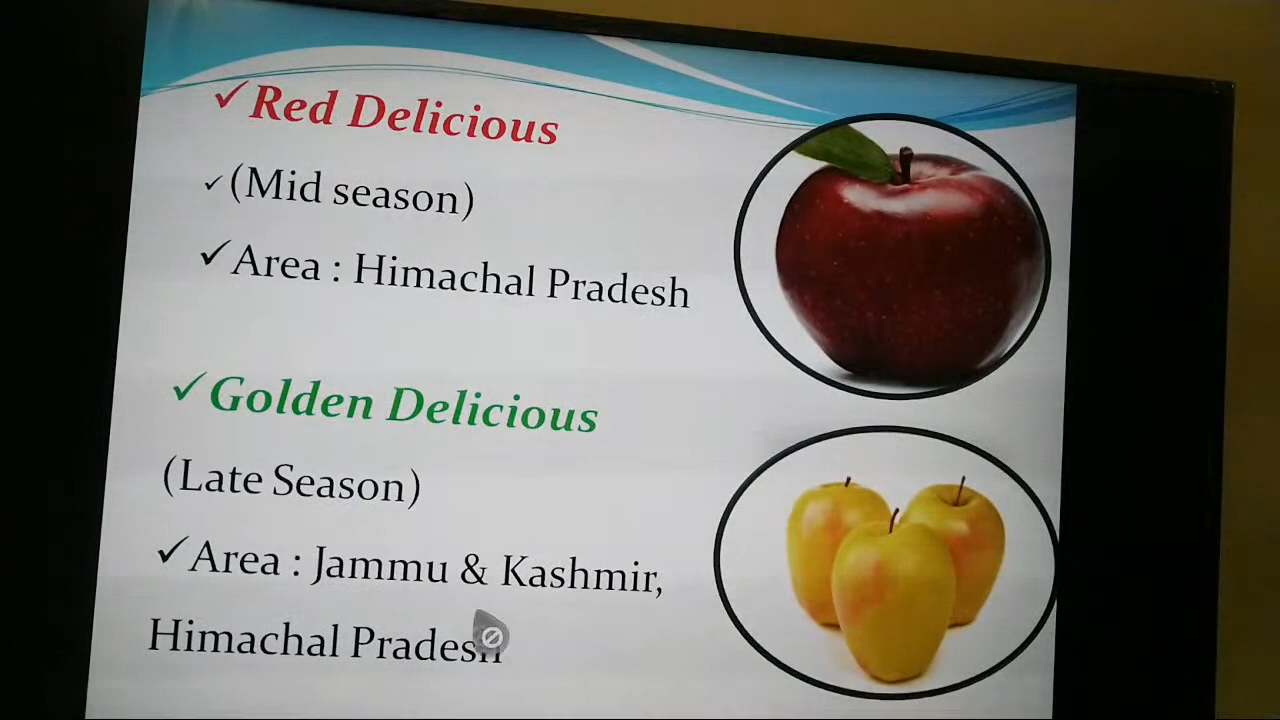 ✓Red Delicious
✓(Mid season)
✓Area : Himachal Pradesh
✓Golden Delicious
(Late Season)
✓Area : Jammu & Kashmir,
Himachal Pradesh